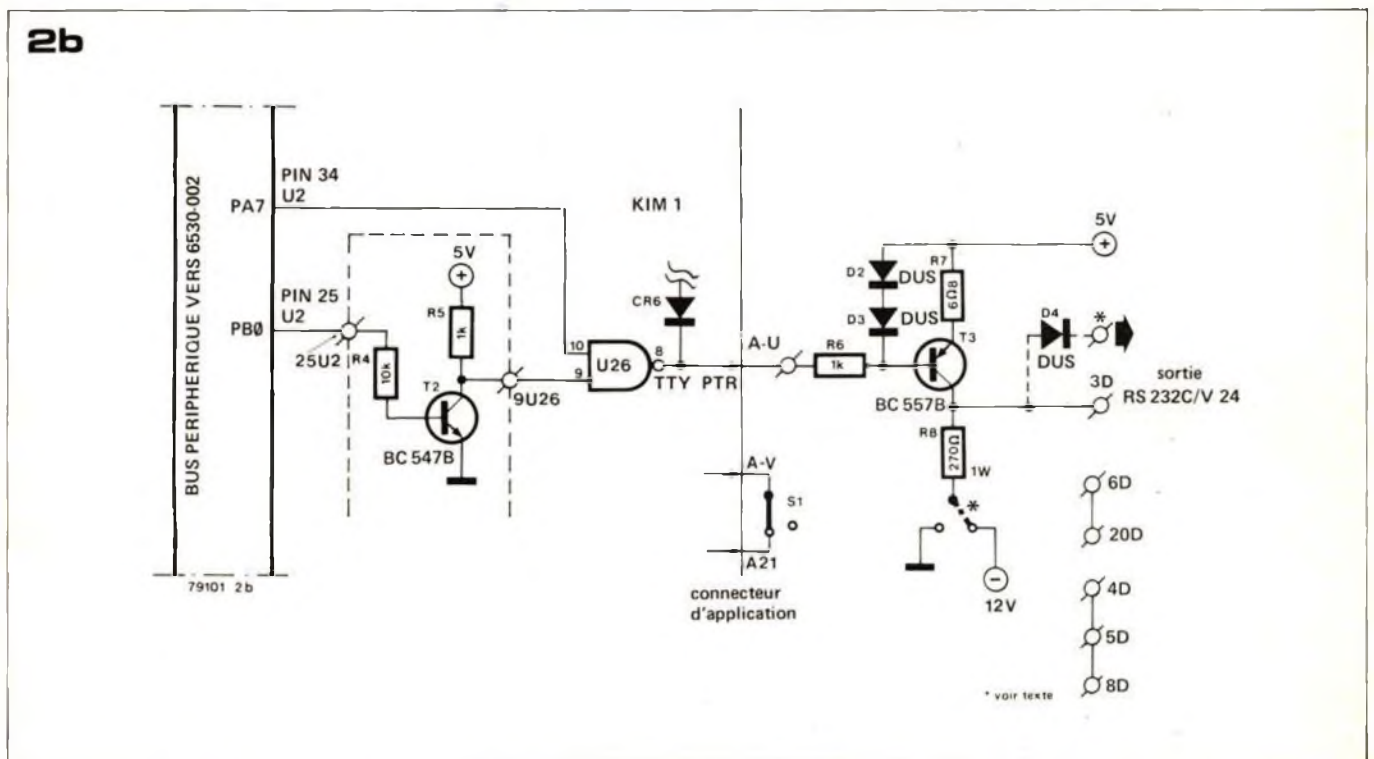 2b
BUS PERIPHERIQUE VERS 6530-002
PIN 34
U2
PA7
PIN 25
U2
PB0
25U2
R4
10k
5V
+
R5
1k
T2
BC 547B
9U26
79101 2b
KIM 1
CR6
10
9
U26
8
TTY PTR
A-U
A-V
S1
A21
connecteur
d'application
R6
1k
D2
DUS
D3
DUS
R7
6Ω8
T3
BC 557B
R8
270Ω
1W
*
–
12V
5V
+
D4
DUS
*
3D
sortie
RS 232C/V 24
6D
20D
4D
5D
8D
* voir texte